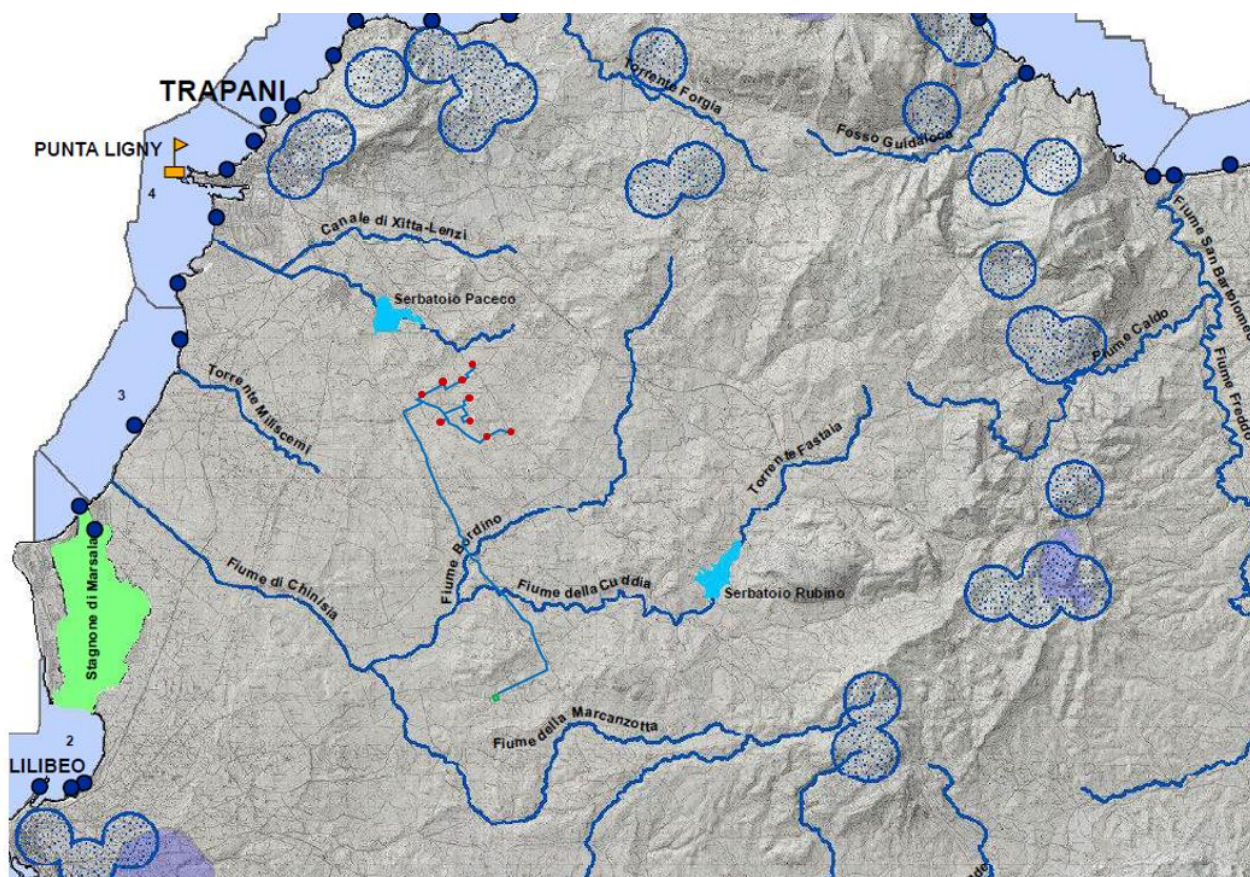 TRAPANI
PUNTA LIGNY
4
Torrente Forgia
Fosso Guidaloca
Canale di Xitta-Lenzi
Fiume San Bartolomeo
Serbatoio Paceco
Fiume Caldo
Fiume Freddo
3
Torrente Miliscemi
Torrente Fastaia
Fiume Bordino
Fiume di Chinisia
Fiume della Cuddia
Serbatoio Rubino
Stagnone di Marsala
Fiume della Marcanzotta
2
LILIBEO